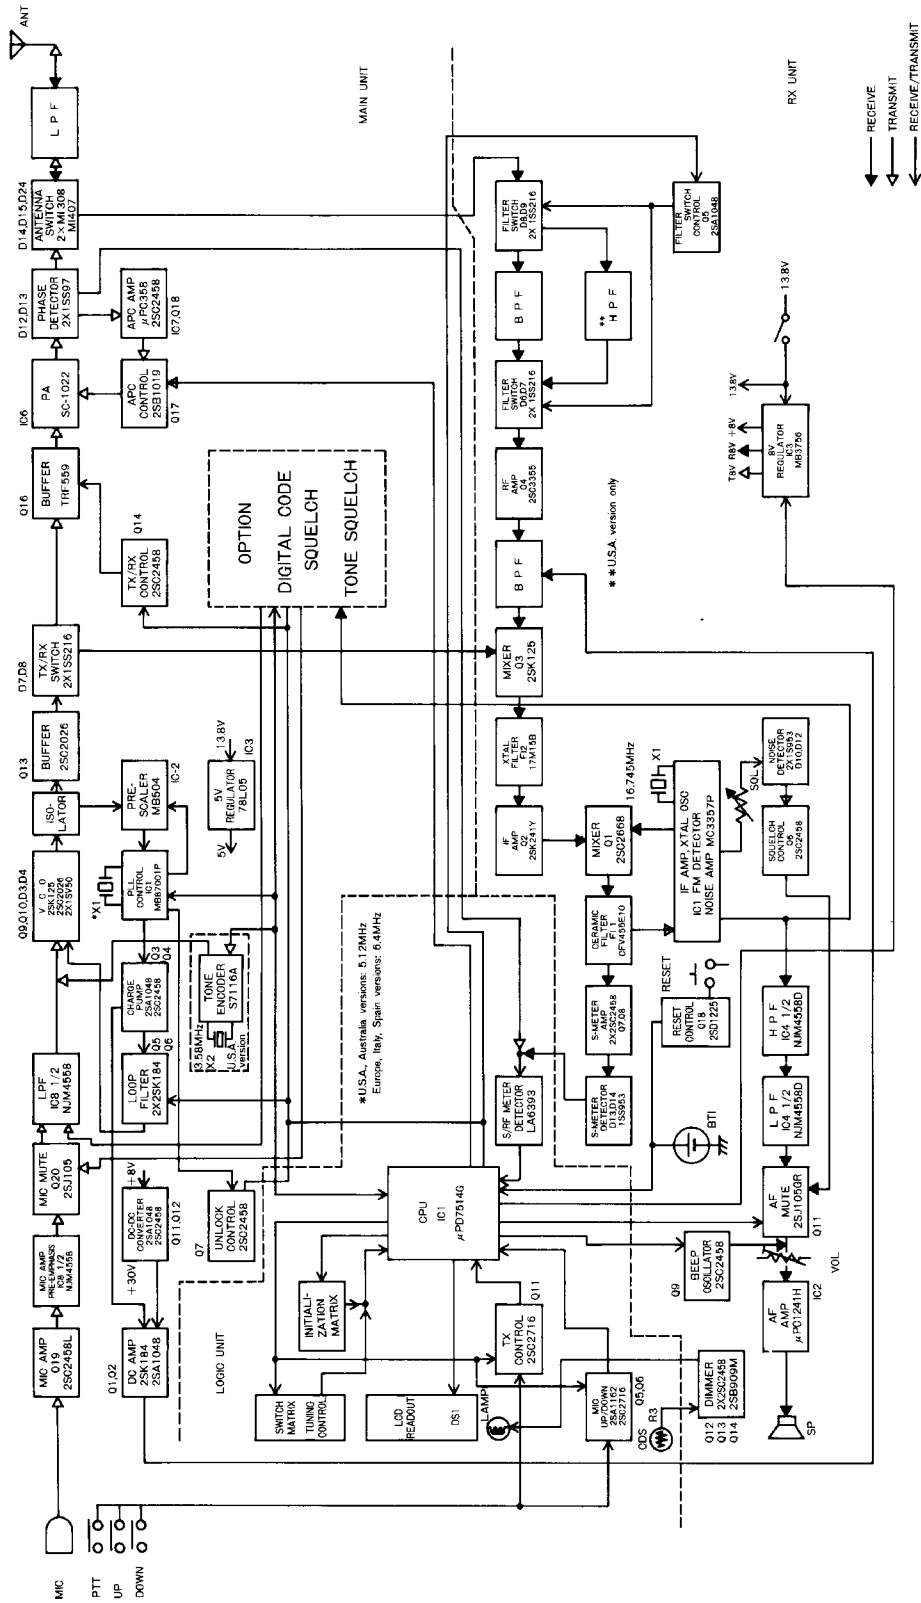 MIC
PTT
UP
DOWN
MIC AMP
Q19
2SC2458L
MIC AMP
PRE-EMPHASIS
IC8 1/2
NJM4558
MIC MUTE
Q20
2SJ105
LPF
IC8 1/2
NJM4558
Q9,Q10,D3,D4
V C O
2SK125
2SC2026
2X1SV50
ISO-
LATOR
Q13
BUFFER
2SC2026
D7,D8
TX/RX
SWITCH
2X1SS216
Q16
BUFFER
TRF559
IC6
PA
SC-1022
D12,D13
PHASE
DETECTOR
2X1SS97
D14,D15,D24
ANTENNA
SWITCH
2×MI308
MI407
L P F
ANT
Q1,Q2
DC AMP
2SK184
2SA1048
+30V
DC-DC
CONVERTER
2SA1048
2SC2458
Q11,Q12
+8V
LOOP
FILTER
2X2SK184
Q5
Q6
CHARGE
PUMP
2SA1048
2SC2458
Q3
Q4
*X1
PLL
CONTROL
IC1
MB87001P
PRE-
SCALER
MB504
IC-2
Q7
UNLOCK
CONTROL
2SC2458
3.58MHz
X2
U.S.A.
version
TONE
ENCODER
S7116A
5V
5V
REGULATOR
78L05
IC3
13.8V
TX/RX
CONTROL
2SC2458
Q14
APC
CONTROL
2SB1019
Q17
APC AMP
μPC358
2SC2458
IC7,Q18
OPTION
DIGITAL CODE
SQUELCH
TONE SQUELCH
MAIN UNIT
LOGIC UNIT
*U.S.A, Australia versions: 5.12MHz
Europe, Italy, Spain versions: 6.4MHz
SWITCH
MATRIX
TUNING
CONTROL
INITIALI-
ZATION
MATRIX
LCD
READOUT
DS1
LAMP
CPU
IC1
μPD7514G
TX
CONTROL
2SC2716
Q11
MIC
UP/DOWN
2SA1162
2SC2716
Q5,Q6
CDS
R3
DIMMER
2X2SC2458
2SB909M
Q12
Q13
Q14
S/RF METER
DETECTOR
LA6393
Q9
BEEP
OSCILLATOR
2SC2458
SP
AF
AMP
μPC1241H
IC2
VOL
AF
MUTE
2SJ105GR
Q11
L P F
IC4 1/2
NJM4558D
H P F
IC4 1/2
NJM4558D
BT1
RESET
RESET
CONTROL
Q18
2SD1225
S-METER
DETECTOR
D13,D14
1SS953
S-METER
AMP
2X2SC2458
Q7,Q8
CERAMIC
FILTER
FI1
CFV455E10
MIXER
Q1
2SC2668
16.745MHz
X1
IF AMP, XTAL OSC
IC1 FM DETECTOR
NOISE AMP MC3357P
SQL
SQUELCH
CONTROL
Q6
2SC2458
NOISE
DETECTOR
2X1S953
D10,D12
IF
AMP
Q2
2SK241Y
XTAL
FILTER
FI2
17M15B
MIXER
Q3
2SK125
B P F
RF
AMP
Q4
2SC3355
FILTER
SWITCH
D6,D7
2X 1SS216
B P F
**
H P F
FILTER
SWITCH
D8,D9
2X 1SS216
FILTER SWITCH
CONTROL
Q5
2SA1048
** U.S.A. version only
RX UNIT
T8V R8V +8V
13.8V
8V
REGULATOR
IC3
MB3756
13.8V
RECEIVE
TRANSMIT
RECEIVE/TRANSMIT